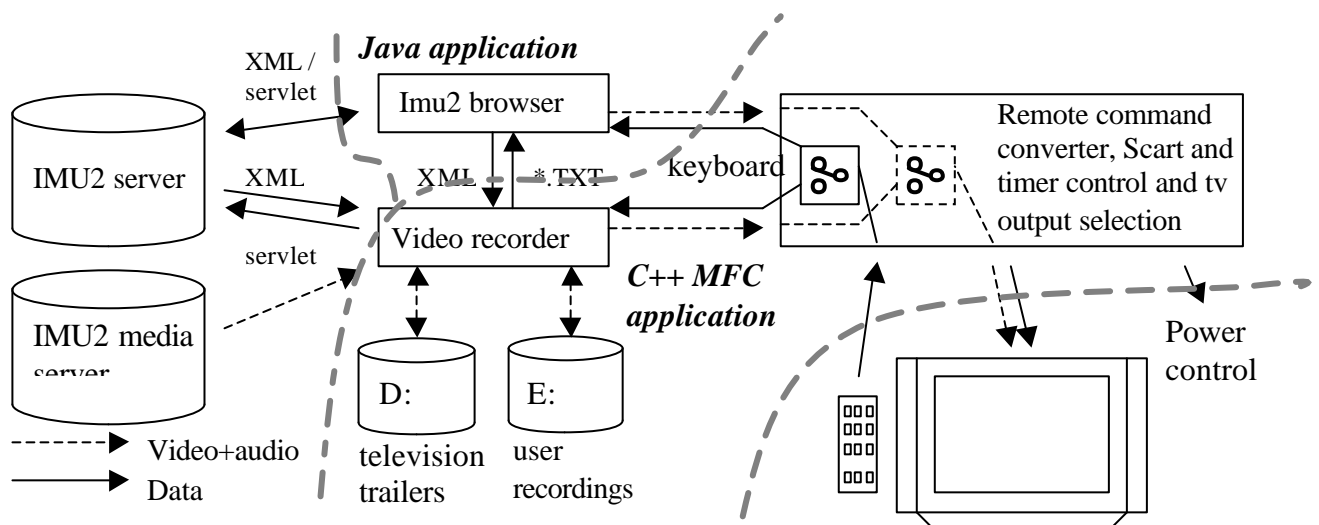 Java application
XML /
servlet
Imu2 browser
Remote command
converter, Scart and
timer control and tv
output selection
IMU2 server
XML
XML
*.TXT
keyboard
Video recorder
servlet
C++ MFC
application
IMU2 media
server
D:
E:
Power
control
Video+audio
Data
television
trailers
user
recordings